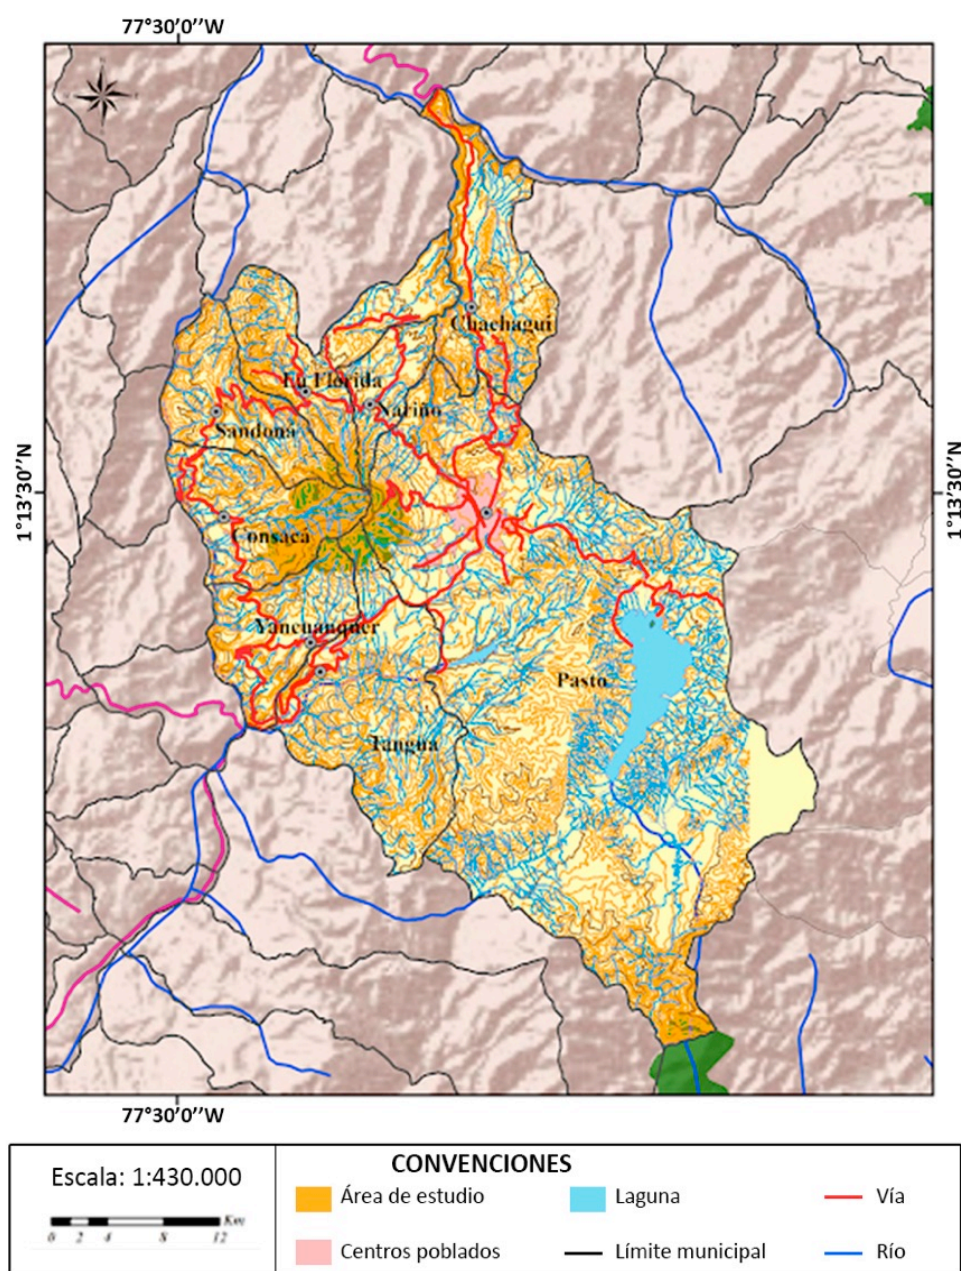 77°30’0’’W
Chachagui
La Florida
Nariño
Sandona
1°13’30’’N
1°13’30’’N
Consaca
Yancuanquer
Pasto
Tangua
77°30’0’’W
CONVENCIONES
Escala: 1:430.000
Km
0 2 4 8 12
Área de estudio
Laguna
Vía
Centros poblados
Límite municipal
Río